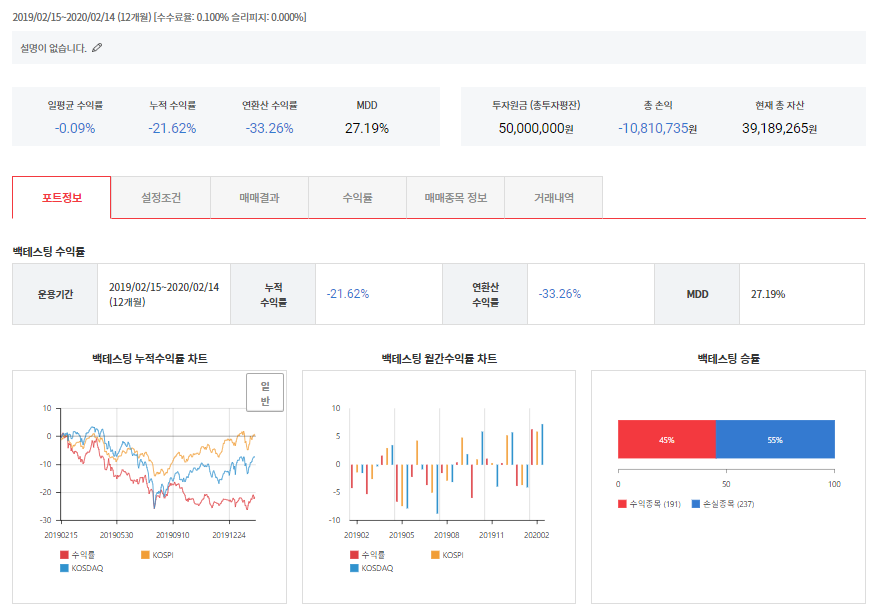 2019/02/15~2020/02/14 (12개월) [수수료율: 0.100% 슬리피지: 0.000%]
설명이 없습니다.
일평균 수익률 누적 수익률 연환산 수익률 MDD
-0.09% -21.62% -33.26% 27.19%
투자원금 (총투자평잔) 총 손익 현재 총 자산
50,000,000원 -10,810,735원 39,189,265원
포트정보 설정조건 매매결과 수익률 매매종목 정보 거래내역
백테스팅 수익률
운용기간
2019/02/15~2020/02/14
(12개월)
누적
수익률
-21.62%
연환산
수익률
-33.26%
MDD
27.19%
백테스팅 누적수익률 차트
일
반
10
0
-10
-20
-30
20190215 20190530 20190910 20191224
수익률 KOSPI
KOSDAQ
백테스팅 월간수익률 차트
10
5
0
-5
-10
201902 201905 201908 201911 202002
수익률 KOSPI
KOSDAQ
백테스팅 승률
45% 55%
0 50 100
수익종목 (191) 손실종목 (237)